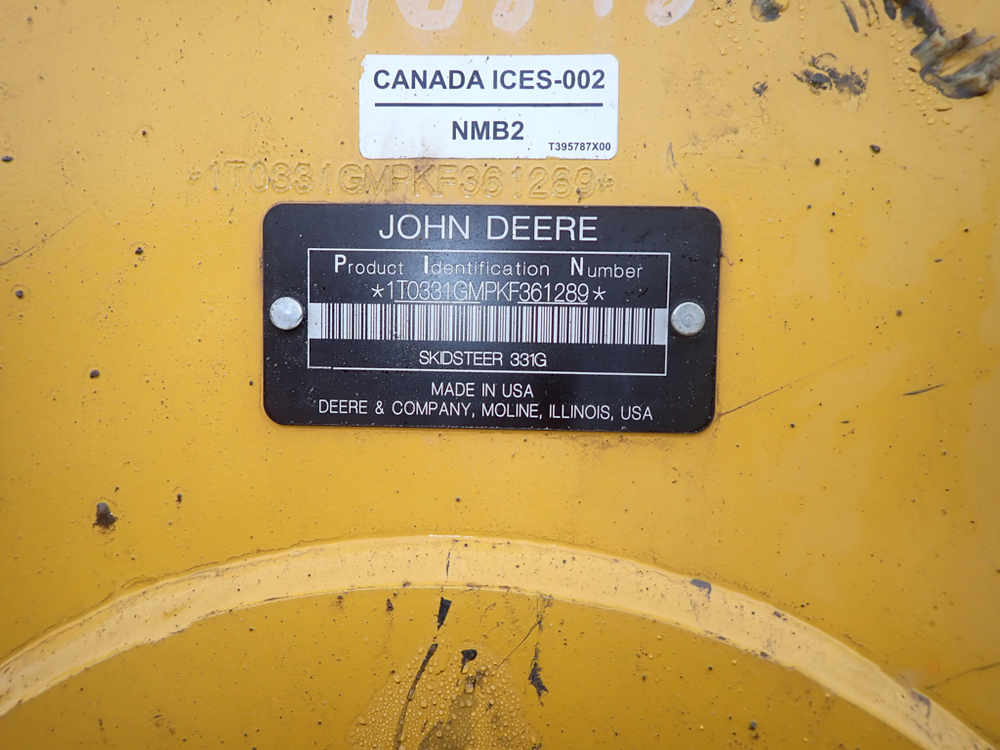 CANADA ICES-002
NMB2
T395787X00
*1T0331GMPKF361289*
JOHN DEERE
Product Identification Number
*1T0331GMPKF361289*
SKIDSTEER 331G
MADE IN USA
DEERE & COMPANY, MOLINE, ILLINOIS, USA